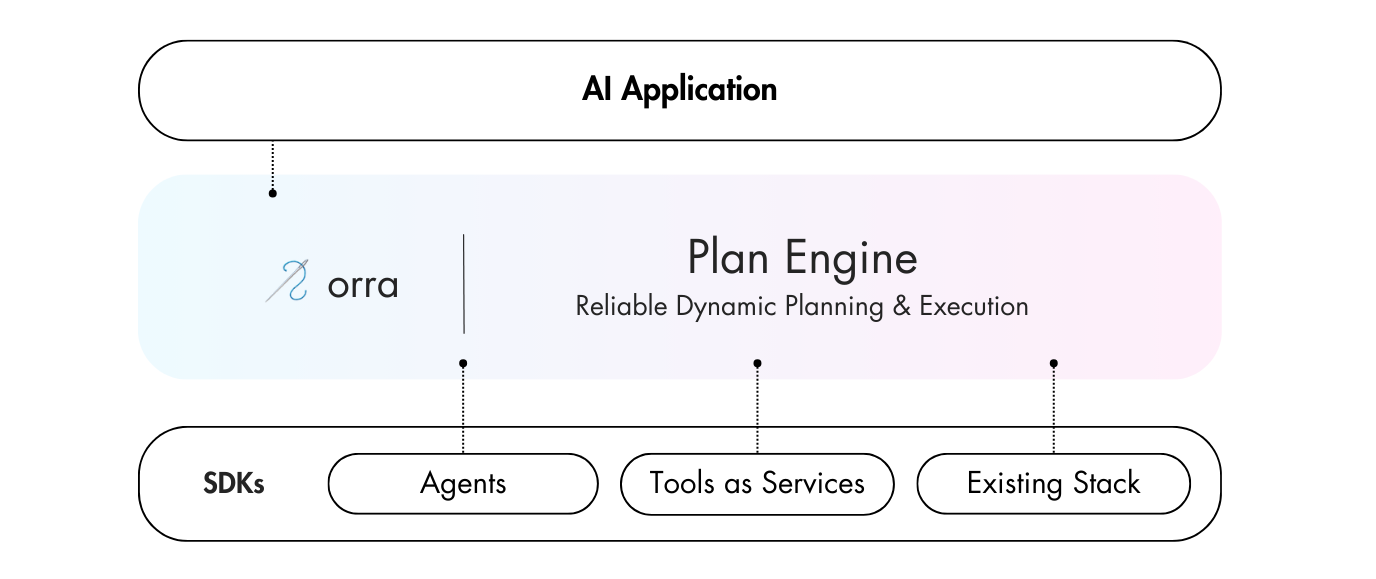 AI Application
orra
Plan Engine
Reliable Dynamic Planning & Execution
SDKs
Agents
Tools as Services
Existing Stack